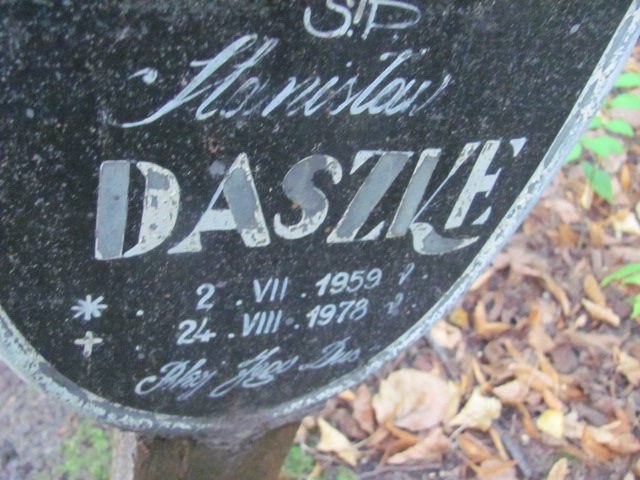 Ś.P.
Stanisław
DASZKE
* . 2 . VII . 1959 r.
+ 24 . VIII . 1978 r.